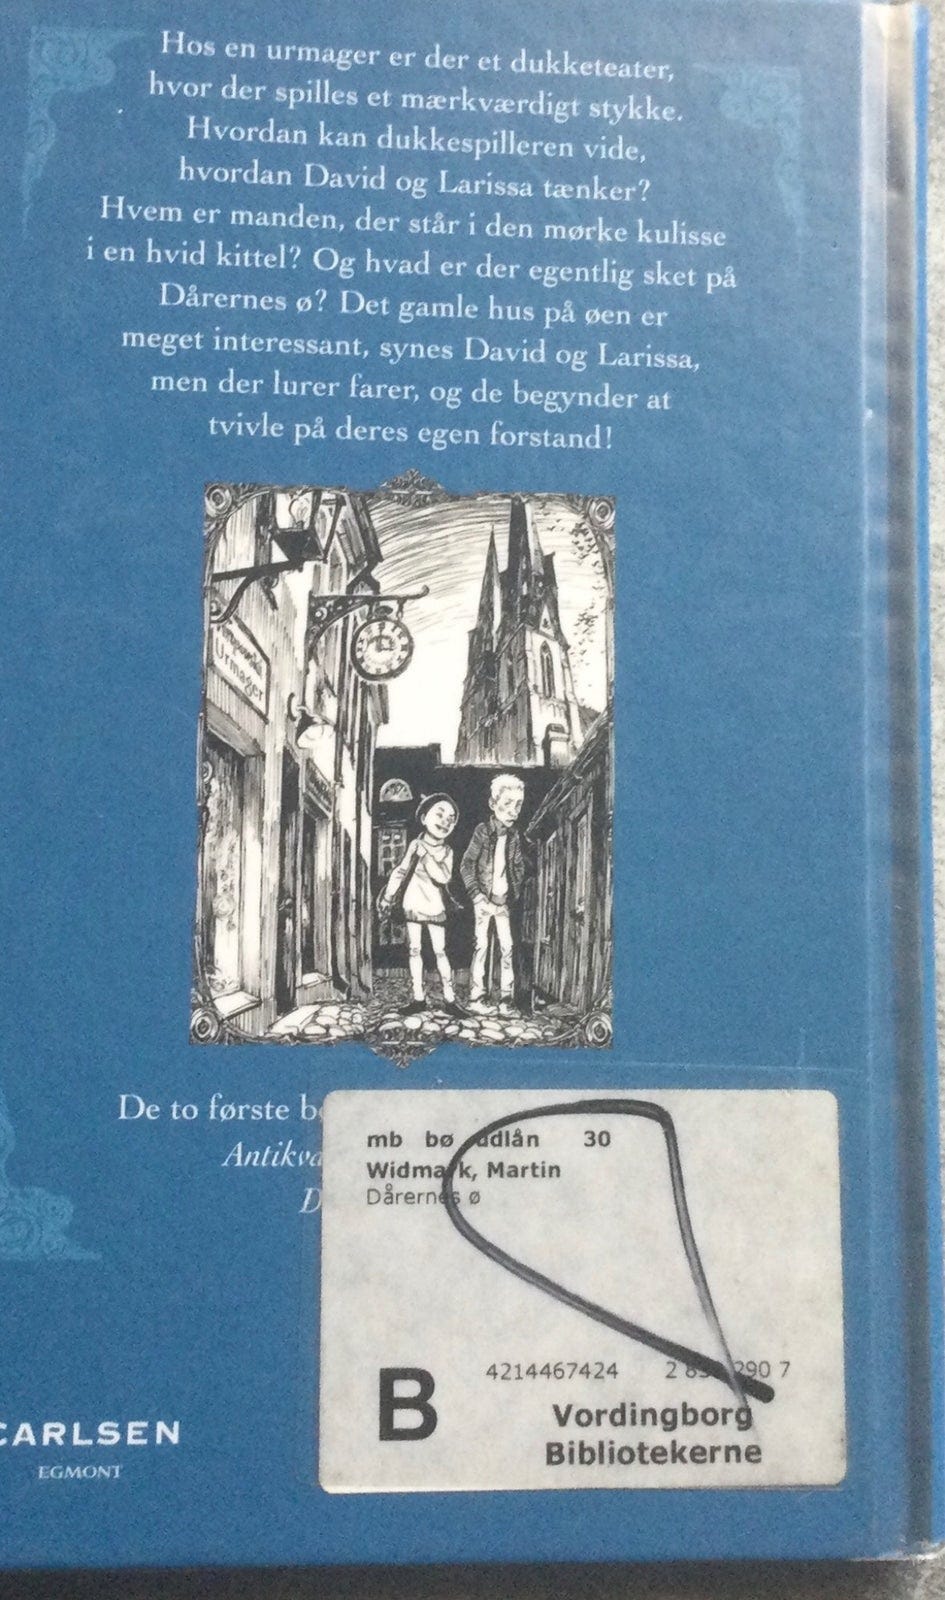 Hos en urmager er der et dukketeater,
hvor der spilles et mærkværdigt stykke.
Hvordan kan dukkespilleren vide,
hvordan David og Larissa tænker?
Hvem er manden, der står i den mørke kulisse
i en hvid kittel? Og hvad er der egentlig sket på
Dårernes ø? Det gamle hus på øen er
meget interessant, synes David og Larissa,
men der lurer farer, og de begynder at
tvivle på deres egen forstand!
Urmager
De to første
mb bø udlån 30
Widmark, Martin
Dårernes ø
4214467424 2 290 7
B
Vordingborg
Bibliotekerne
CARLSEN
EGMONT